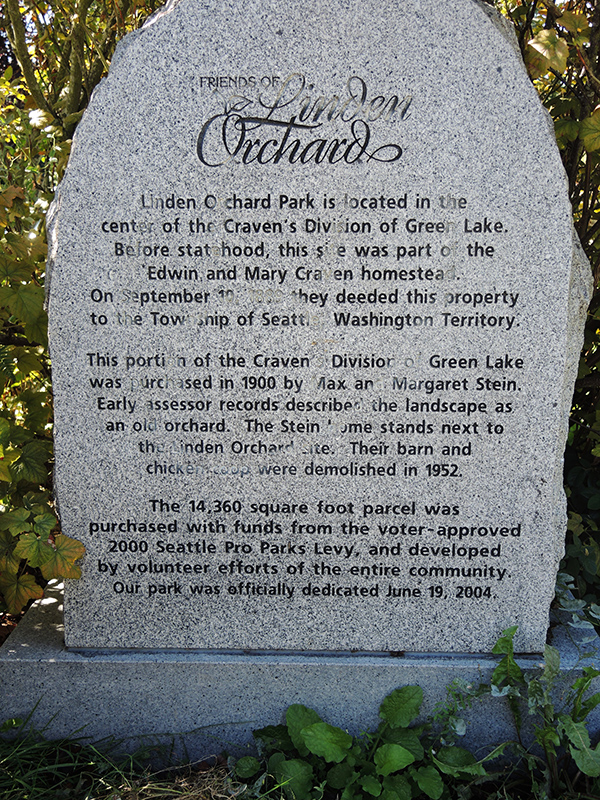 FRIENDS OF
Linden
Orchard
Linden Orchard Park is located in the
center of the Craven's Division of Green Lake.
Before statehood, this site was part of the
Edwin and Mary Craven homestead.
On September they deeded this property
to the Township of Seattle, Washington Territory.
This portion of the Craven's Division of Green Lake
was purchased in 1900 by Max and Margaret Stein.
Early assessor records described the landscape as
an old orchard. The Stein home stands next to
the Linden Orchard site. Their barn and
chicken coop were demolished in 1952.
The 14,360 square foot parcel was
purchased with funds from the voter-approved
2000 Seattle Pro Parks Levy, and developed
by volunteer efforts of the entire community.
Our park was officially dedicated June 19, 2004.